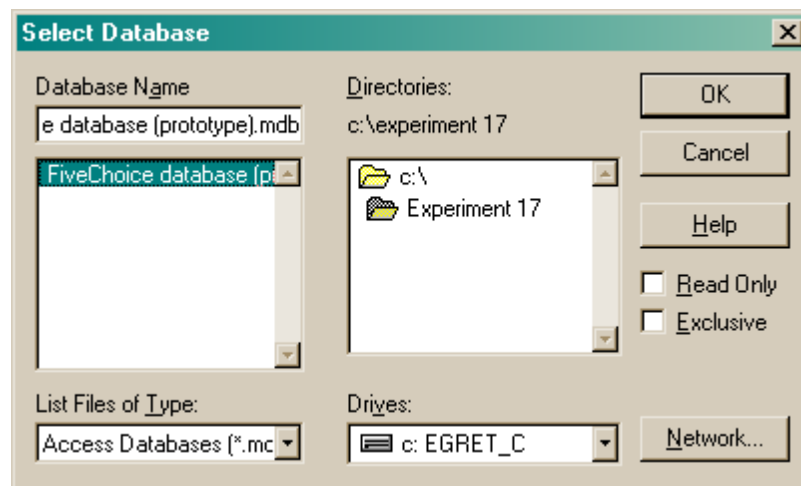 Select Database
Database Name
e database (prototype).mdb
FiveChoice database (p
Directories:
c:\experiment 17
c:\
Experiment 17
OK
Cancel
Help
Read Only
Exclusive
List Files of Type:
Access Databases (*.mc
Drives:
c: EGRET_C
Network...